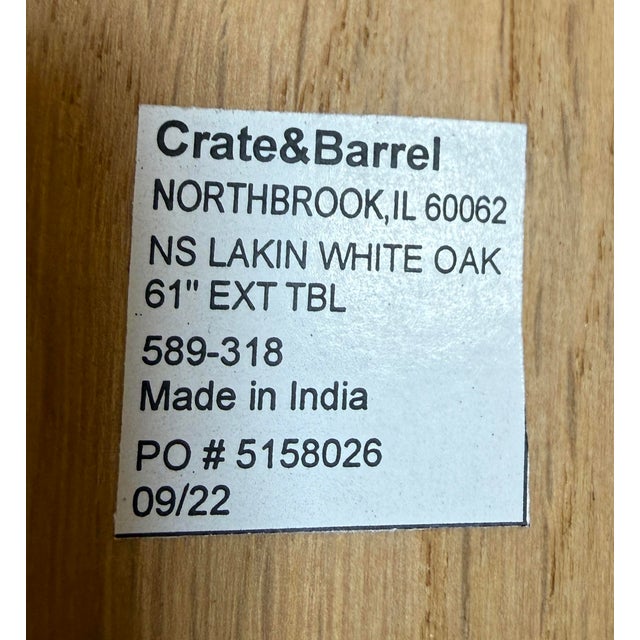 Crate&Barrel
NORTHBROOK,IL 60062
NS LAKIN WHITE OAK
61" EXT TBL
589-318
Made in India
PO # 5158026
09/22